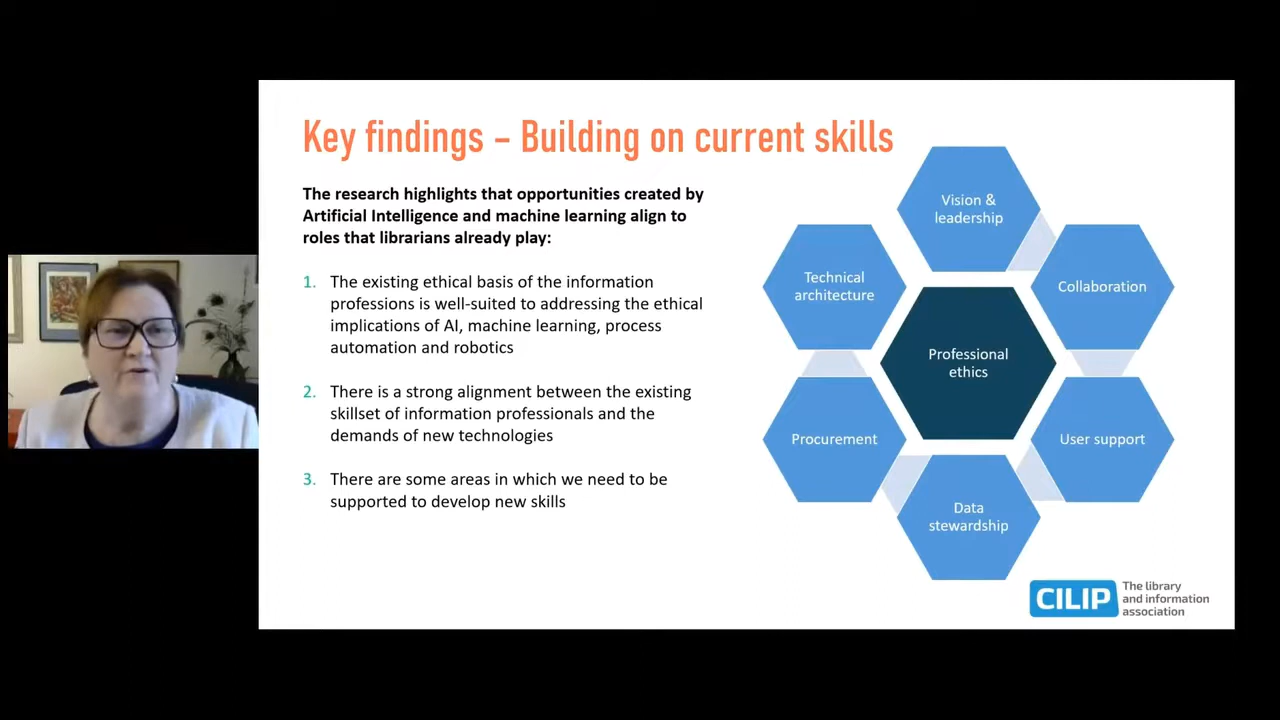 Key findings – Building on current skills
The research highlights that opportunities created by
Artificial Intelligence and machine learning align to
roles that librarians already play:
1. The existing ethical basis of the information
professions is well-suited to addressing the ethical
implications of AI, machine learning, process
automation and robotics
2. There is a strong alignment between the existing
skillset of information professionals and the
demands of new technologies
3. There are some areas in which we need to be
supported to develop new skills
Vision &
leadership
Technical
architecture
Collaboration
Professional
ethics
Procurement
User support
Data
stewardship
CILIP
The library
and information
association